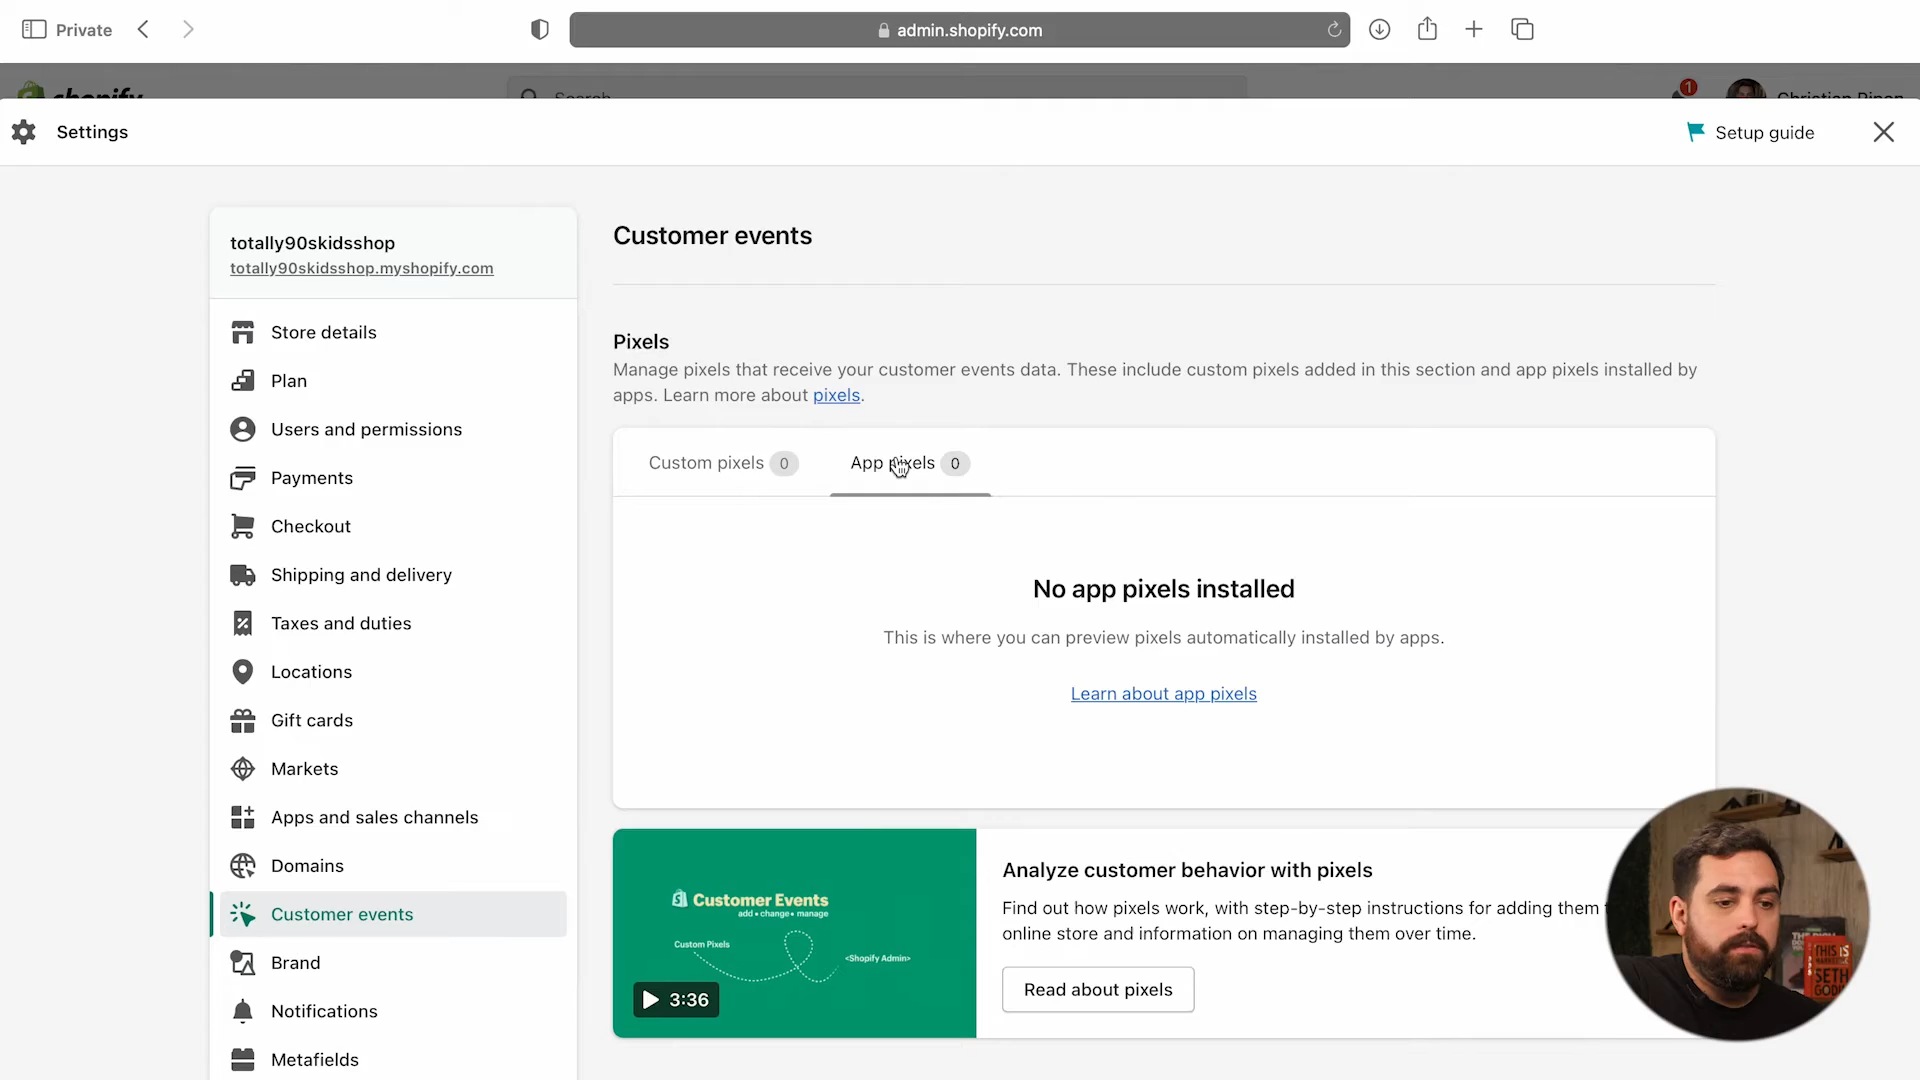 Private
admin.shopify.com
shopify
Search
1
Settings
Setup guide
totally90skidsshop
totally90skidsshop.myshopify.com
Store details
Plan
Users and permissions
Payments
Checkout
Shipping and delivery
Taxes and duties
Locations
Gift cards
Markets
Apps and sales channels
Domains
Customer events
Brand
Notifications
Metafields
Customer events
Pixels
Manage pixels that receive your customer events data. These include custom pixels added in this section and app pixels installed by
apps. Learn more about pixels.
Custom pixels 0
App pixels 0
No app pixels installed
This is where you can preview pixels automatically installed by apps.
Learn about app pixels
Customer Events
add • change • manage
Custom Pixels
<Shopify Admin>
3:36
Analyze customer behavior with pixels
Find out how pixels work, with step-by-step instructions for adding them
online store and information on managing them over time.
Read about pixels
THIS IS
MARKETING
SETH